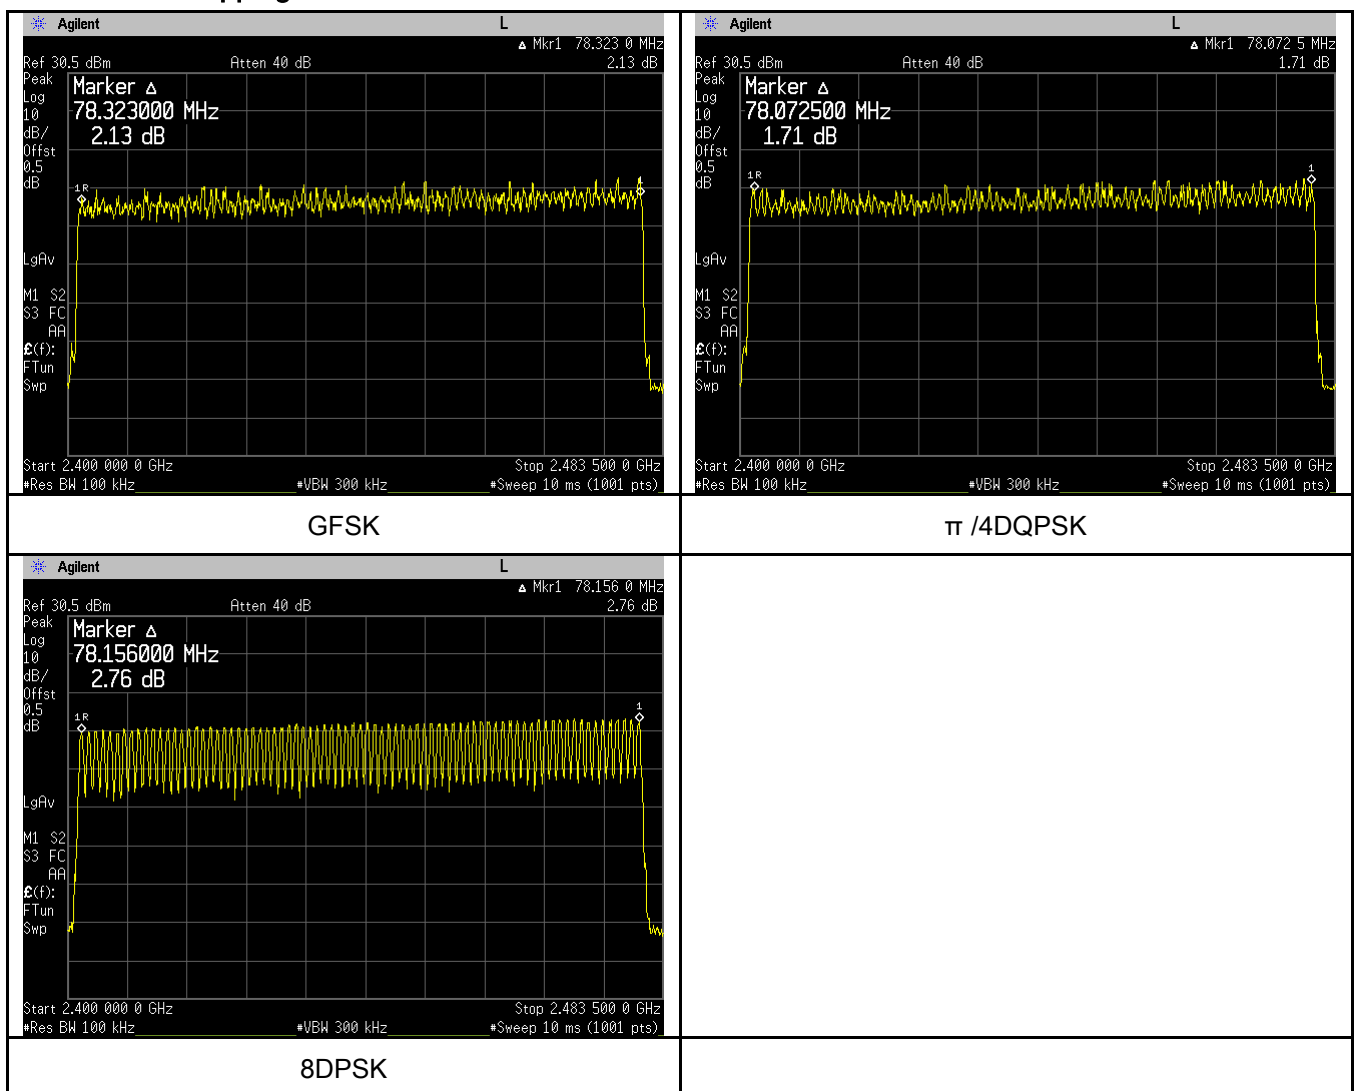 Agilent L
Δ Mkr1 78.323 0 MHz
Ref 30.5 dBm Atten 40 dB 2.13 dB
Peak
Log
10
dB/
Offst
0.5
dB
Marker Δ
78.323000 MHz
2.13 dB
1R
LgAv
M1 S2
S3 FC
AA
£(f):
FTun
Swp
Start 2.400 000 0 GHz Stop 2.483 500 0 GHz
#Res BW 100 kHz #VBW 300 kHz #Sweep 10 ms (1001 pts)
GFSK
Agilent L
Δ Mkr1 78.072 5 MHz
Ref 30.5 dBm Atten 40 dB 1.71 dB
Peak
Log
10
dB/
Offst
0.5
dB
Marker Δ
78.072500 MHz
1.71 dB
1R
1
LgAv
M1 S2
S3 FC
AA
£(f):
FTun
Swp
Start 2.400 000 0 GHz Stop 2.483 500 0 GHz
#Res BW 100 kHz #VBW 300 kHz #Sweep 10 ms (1001 pts)
π /4DQPSK
Agilent L
Δ Mkr1 78.156 0 MHz
Ref 30.5 dBm Atten 40 dB 2.76 dB
Peak
Log
10
dB/
Offst
0.5
dB
Marker Δ
78.156000 MHz
2.76 dB
1R
1
LgAv
M1 S2
S3 FC
AA
£(f):
FTun
Swp
Start 2.400 000 0 GHz Stop 2.483 500 0 GHz
#Res BW 100 kHz #VBW 300 kHz #Sweep 10 ms (1001 pts)
8DPSK